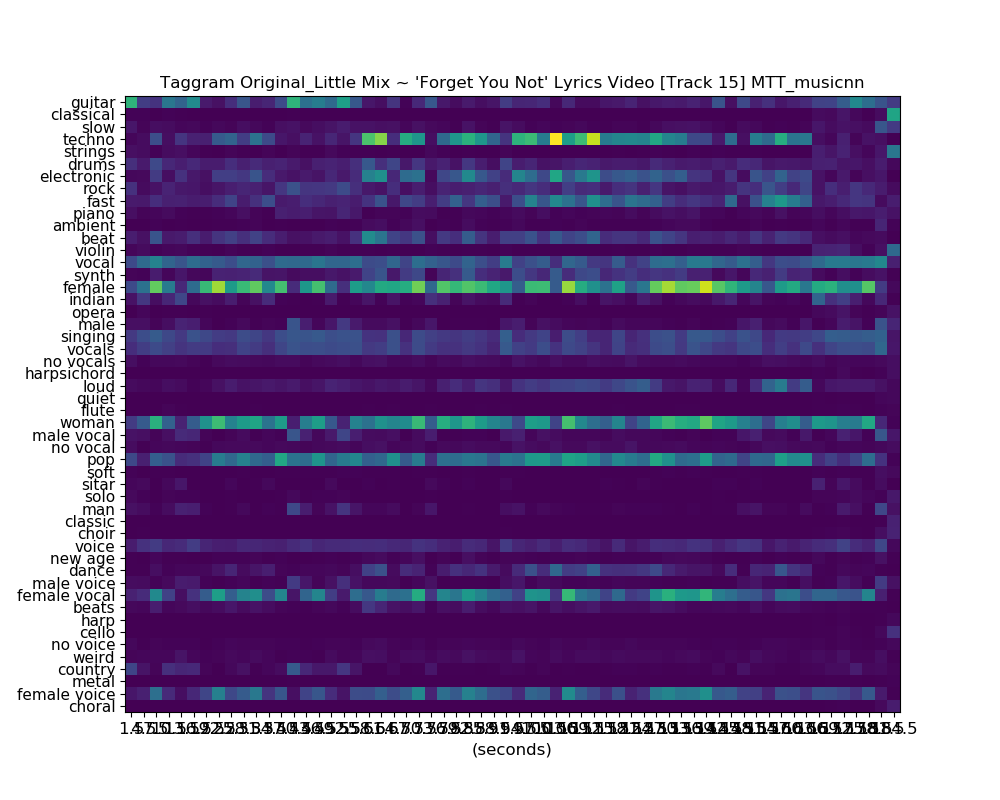 Taggram Original_Little Mix ~ 'Forget You Not' Lyrics Video [Track 15] MTT_musicnn
guitar
classical
slow
techno
strings
drums
electronic
rock
fast
piano
ambient
beat
violin
vocal
synth
female
indian
opera
male
singing
vocals
no vocals
harpsichord
loud
quiet
flute
woman
male vocal
no vocal
pop
soft
sitar
solo
man
classic
choir
voice
new age
dance
male voice
female vocal
beats
harp
cello
no voice
weird
country
metal
female voice
choral
(seconds)